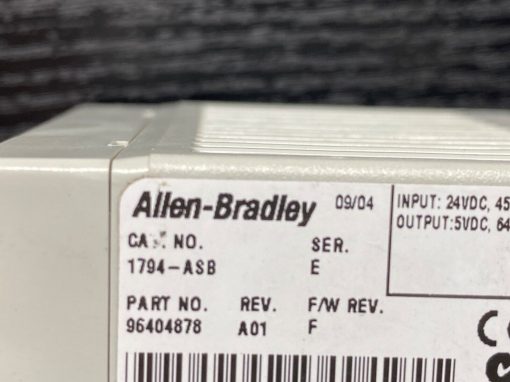 Allen-Bradley 09/04
INPUT: 24VDC, 45
OUTPUT:5VDC, 64
CAT. NO. SER.
1794-ASB E
PART NO. REV. F/W REV.
96404878 A01 F